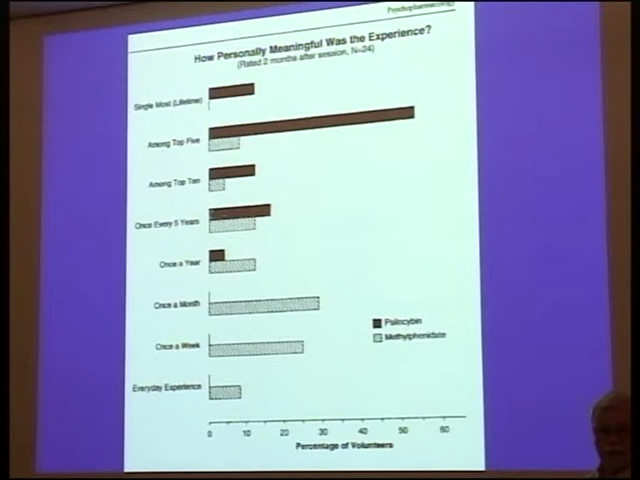 Psychopharmacology
How Personally Meaningful Was the Experience?
(Rated 2 months after session, N=24)
Single Most (Lifetime)
Among Top Five
Among Top Ten
Once Every 5 Years
Once a Year
Once a Month
Once a Week
Everyday Experience
Psilocybin
Methylphenidate
0 10 20 30 40 50 60
Percentage of Volunteers